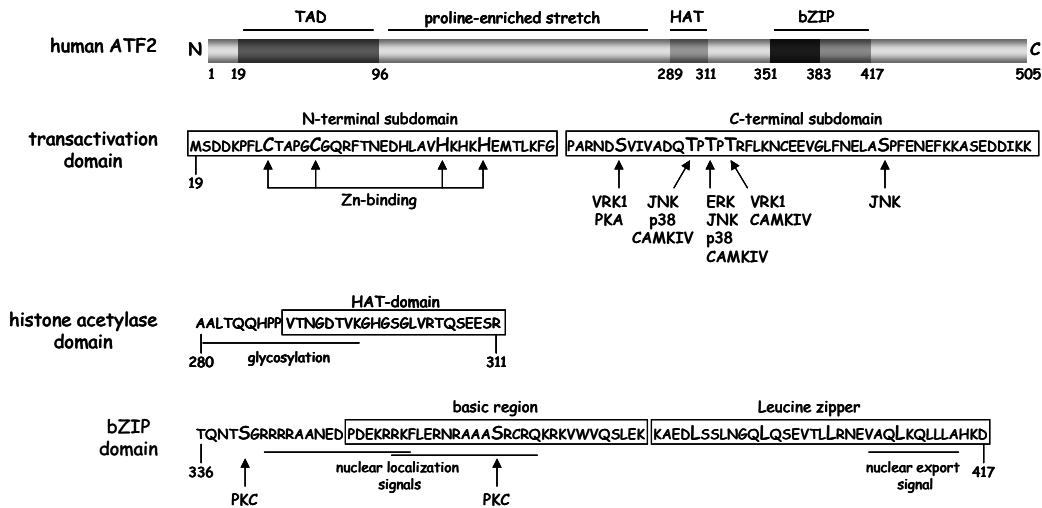 TAD proline-enriched stretch HAT bZIP
human ATF2 N C
1 19 96 289 311 351 383 417 505
N-terminal subdomain C-terminal subdomain
transactivation domain
MSDDKPFLCTAPGCGQRFTNEDHLAVHKHKHEMTLKFG PARNDSVIVADQTPTPTRFLKNCEEVGLFNELASPFENEFKKASEDDIKK
19
Zn-binding
VRK1 JNK ERK VRK1 JNK
PKA p38 JNK CAMKIV
CAMKIV p38
CAMKIV
HAT-domain
histone acetylase domain
AALTQQHPPVTNGDTVKGHGSGLVRTQSEESR
280 glycosylation 311
basic region Leucine zipper
bZIP domain
TQNTSGRRRRAANEDPDEKRRKFLERNRAAASRCRQKRKVWVQSLEK KAEDLSSLNGQLQSEVTLLRNEVAQLKQLLLAHKD
336 nuclear localization signals nuclear export signal 417
PKC PKC